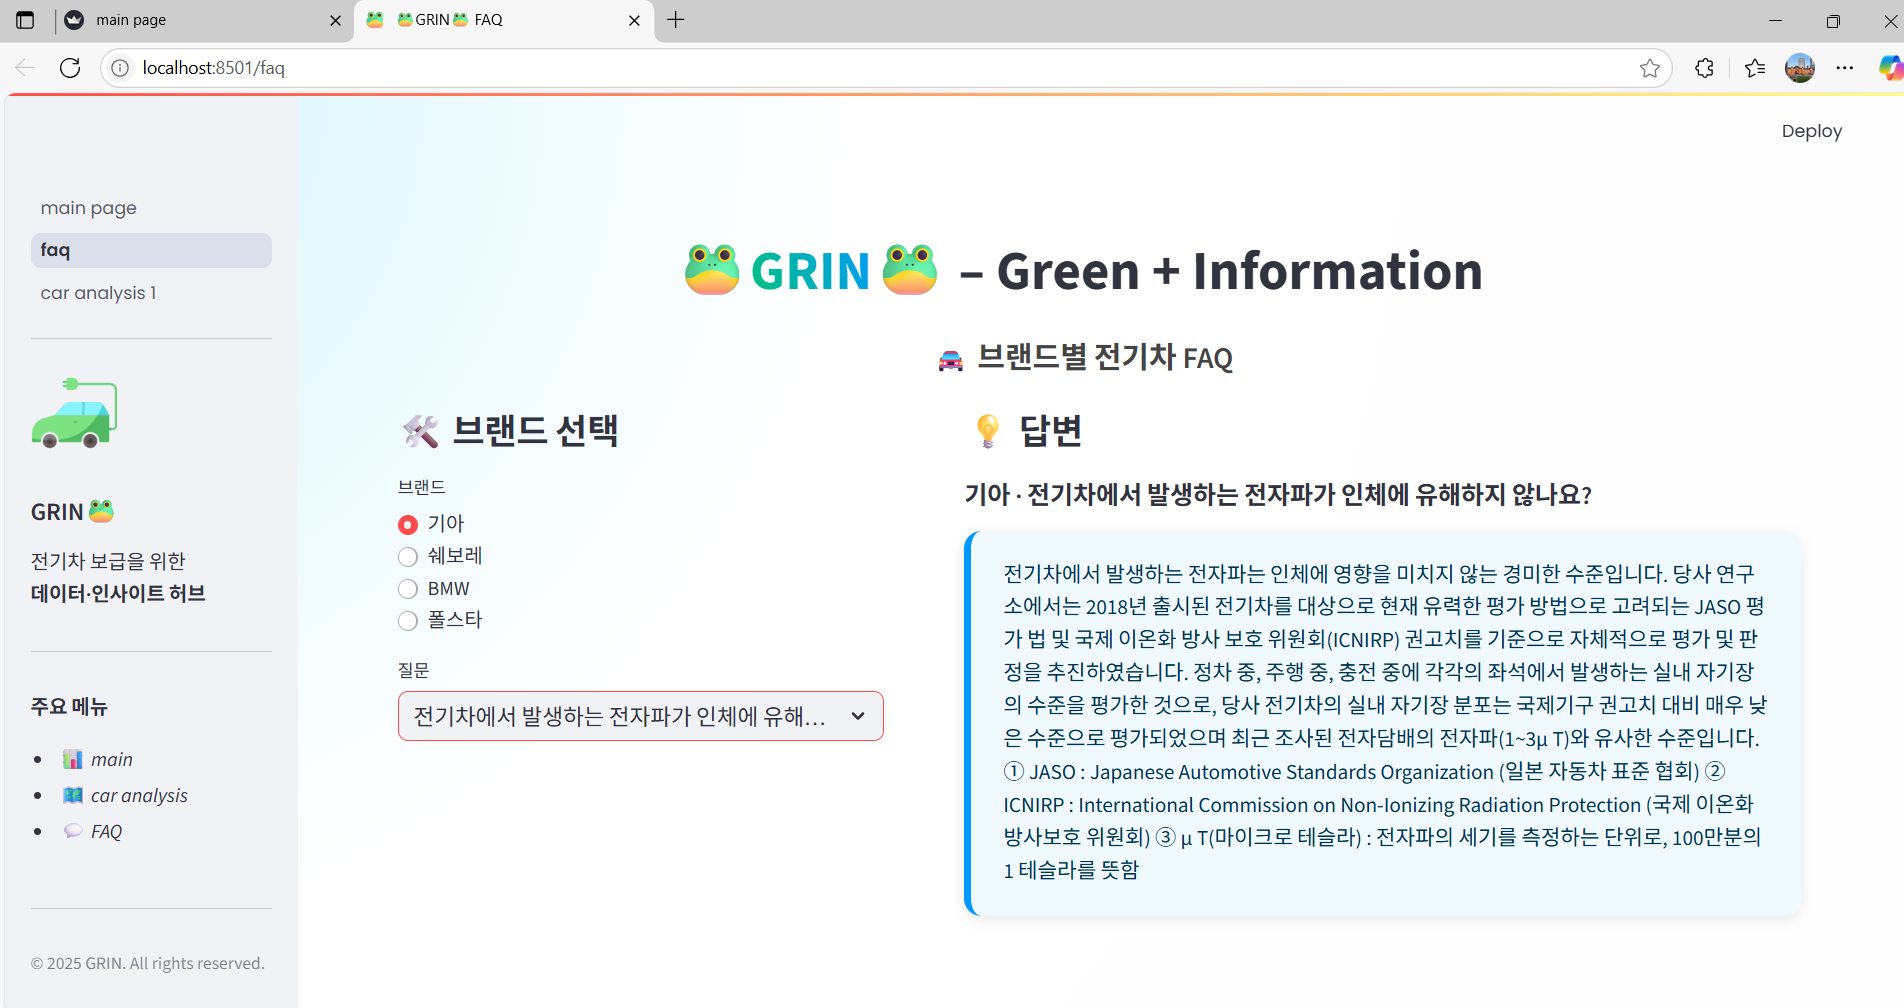 main page
GRIN FAQ
localhost:8501/faq
Deploy
main page
faq
car analysis 1
GRIN
전기차 보급을 위한
데이터·인사이트 허브
주요 메뉴
main
car analysis
FAQ
© 2025 GRIN. All rights reserved.
GRIN – Green + Information
브랜드별 전기차 FAQ
브랜드 선택
브랜드
기아
쉐보레
BMW
폴스타
질문
전기차에서 발생하는 전자파가 인체에 유해...
답변
기아 · 전기차에서 발생하는 전자파가 인체에 유해하지 않나요?
전기차에서 발생하는 전자파는 인체에 영향을 미치지 않는 경미한 수준입니다. 당사 연구
소에서는 2018년 출시된 전기차를 대상으로 현재 유력한 평가 방법으로 고려되는 JASO 평
가 법 및 국제 이온화 방사 보호 위원회(ICNIRP) 권고치를 기준으로 자체적으로 평가 및 판
정을 추진하였습니다. 정차 중, 주행 중, 충전 중에 각각의 좌석에서 발생하는 실내 자기장
의 수준을 평가한 것으로, 당사 전기차의 실내 자기장 분포는 국제기구 권고치 대비 매우 낮
은 수준으로 평가되었으며 최근 조사된 전자담배의 전자파(1~3μ T)와 유사한 수준입니다.
① JASO : Japanese Automotive Standards Organization (일본 자동차 표준 협회) ②
ICNIRP : International Commission on Non-Ionizing Radiation Protection (국제 이온화
방사보호 위원회) ③ μ T(마이크로 테슬라) : 전자파의 세기를 측정하는 단위로, 100만분의
1 테슬라를 뜻함